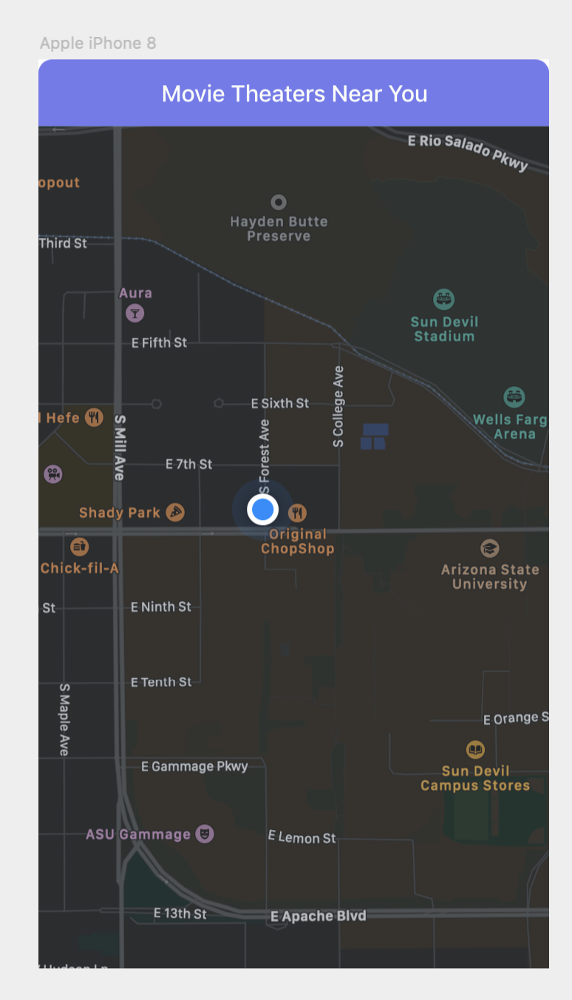 Apple iPhone 8
Movie Theaters Near You
E Rio Salado Pkwy
opout
Hayden Butte
Preserve
Third St
Aura
Sun Devil
Stadium
E Fifth St
S College Ave
E Sixth St
l Hefe
S Mill Ave
S Forest Ave
Wells Farg
Arena
E 7th St
Shady Park
Original
ChopShop
Chick-fil-A
Arizona State
University
St
E Ninth St
E Tenth St
S Maple Ave
E Orange S
E Gammage Pkwy
Sun Devil
Campus Stores
ASU Gammage
E Lemon St
E 13th St
E Apache Blvd
Hudson Ln